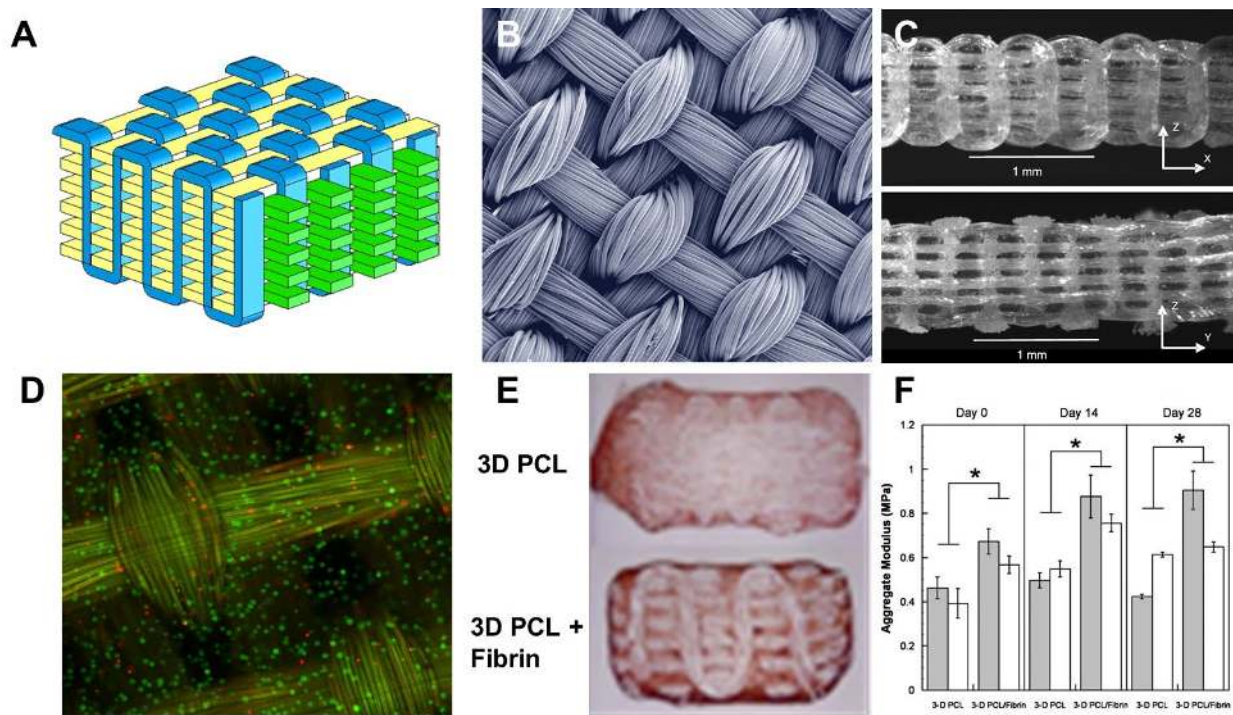 A
B
C
Z
X
1 mm
Z
Y
1 mm
D
E
3D PCL
3D PCL +
Fibrin
F
Day 0
Day 14
Day 28
1.2
1
0.8
0.6
0.4
0.2
0
Aggregate Modulus (MPa)
*
*
*
3-D PCL
3-D PCL/Fibrin
3-D PCL
3-D PCL/Fibrin
3-D PCL
3-D PCL/Fibrin